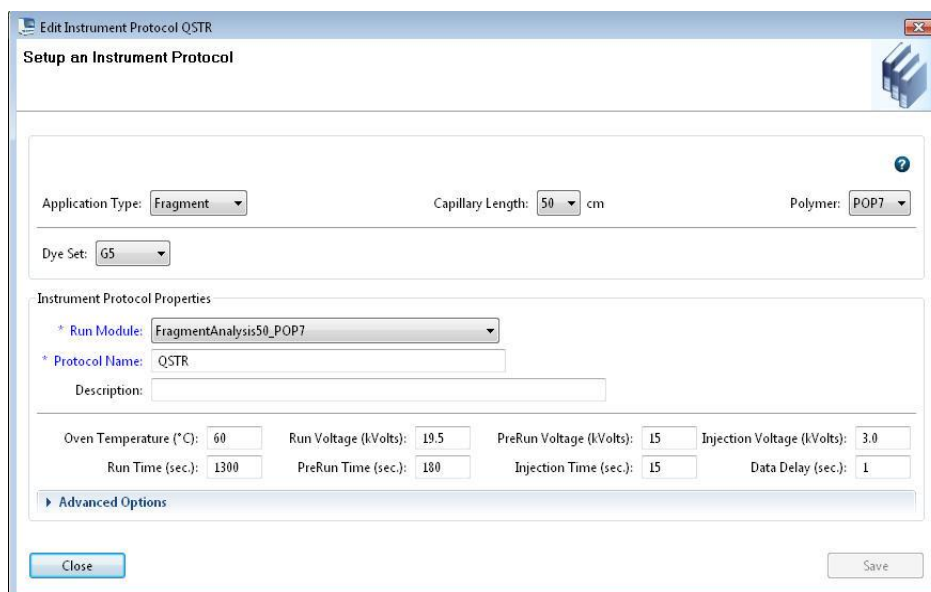 Edit Instrument Protocol QSTR
Setup an Instrument Protocol
Application Type: Fragment Capillary Length: 50 cm Polymer: POP7
Dye Set: G5
Instrument Protocol Properties
* Run Module: FragmentAnalysis50_POP7
* Protocol Name: QSTR
Description:
Oven Temperature (°C): 60 Run Voltage (kVolts): 19.5 PreRun Voltage (kVolts): 15 Injection Voltage (kVolts): 3.0
Run Time (sec.): 1300 PreRun Time (sec.): 180 Injection Time (sec.): 15 Data Delay (sec.): 1
Advanced Options
Close Save